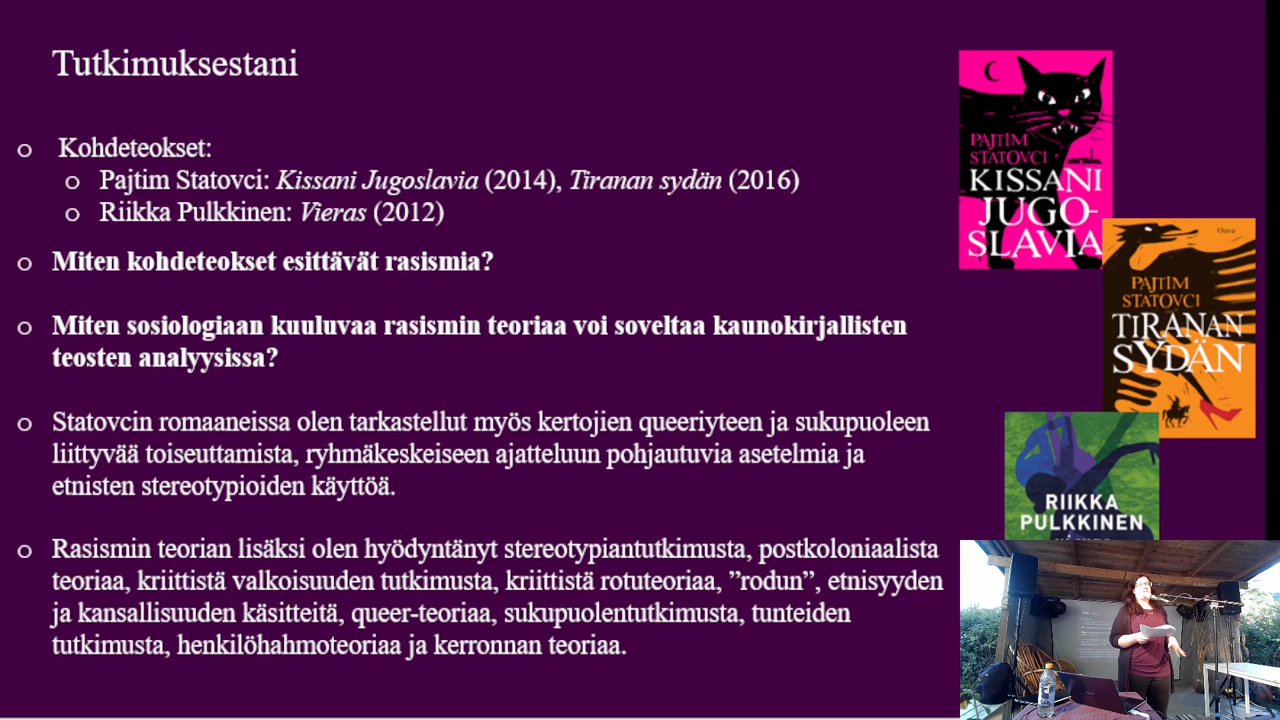 Tutkimuksestani
Kohdeteokset:
Pajtim Statovci: Kissani Jugoslavia (2014), Tiranan sydän (2016)
Riikka Pulkkinen: Vieras (2012)
Miten kohdeteokset esittävät rasismia?
Miten sosiologiaan kuuluvaa rasismin teoriaa voi soveltaa kaunokirjallisten
teosten analyysissa?
Statovcin romaaneissa olen tarkastellut myös kertojien queeriyteen ja sukupuoleen
liittyvää toiseuttamista, ryhmäkeskeiseen ajatteluun pohjautuvia asetelmia ja
etnisten stereotypioiden käyttöä.
Rasismin teorian lisäksi olen hyödyntänyt stereotypiantutkimusta, postkoloniaalista
teoriaa, kriittistä valkoisuuden tutkimusta, kriittistä rotuteoriaa, ”rodun”, etnisyyden
ja kansallisuuden käsitteitä, queer-teoriaa, sukupuolentutkimusta, tunteiden
tutkimusta, henkilöhahmoteoriaa ja kerronnan teoriaa.
PAJTIM
STATOVCI
KISSANI
JUGO-
SLAVIA
Otava
PAJTIM
STATOVCI
TIRANAN
SYDÄN
RIIKKA
PULKKINEN